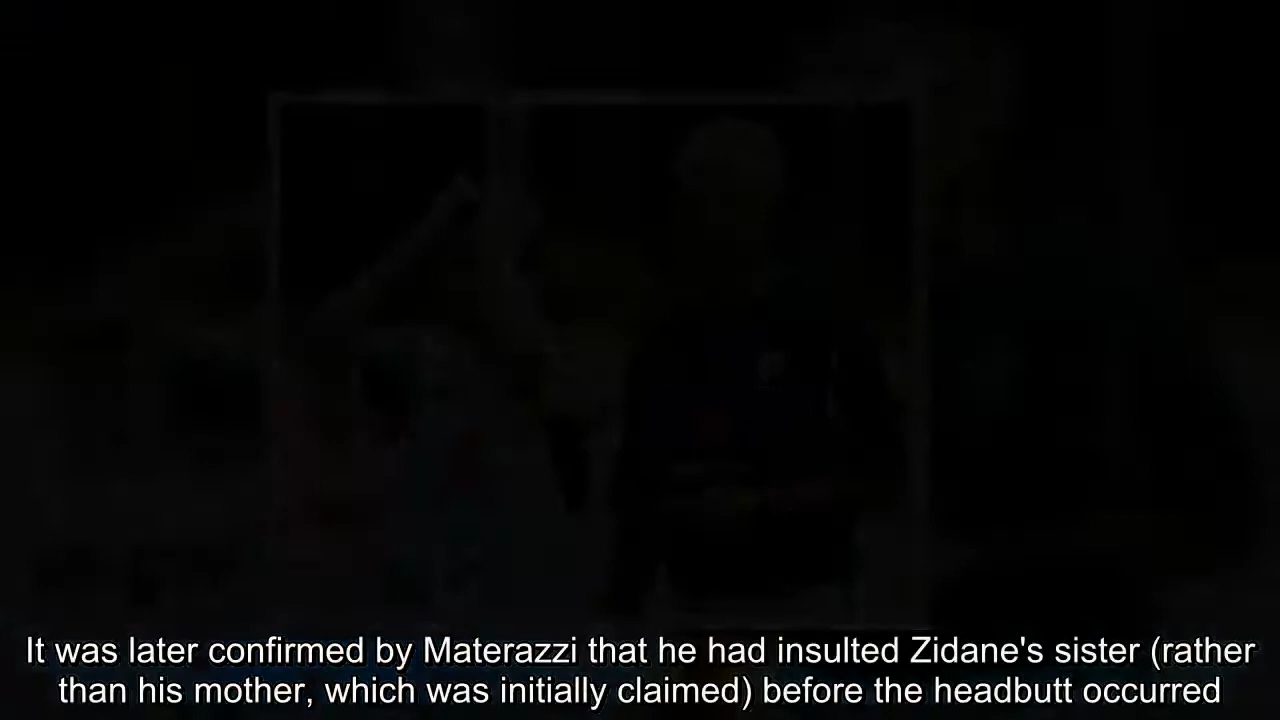 It was later confirmed by Materazzi that he had insulted Zidane's sister (rather
than his mother, which was initially claimed) before the headbutt occurred